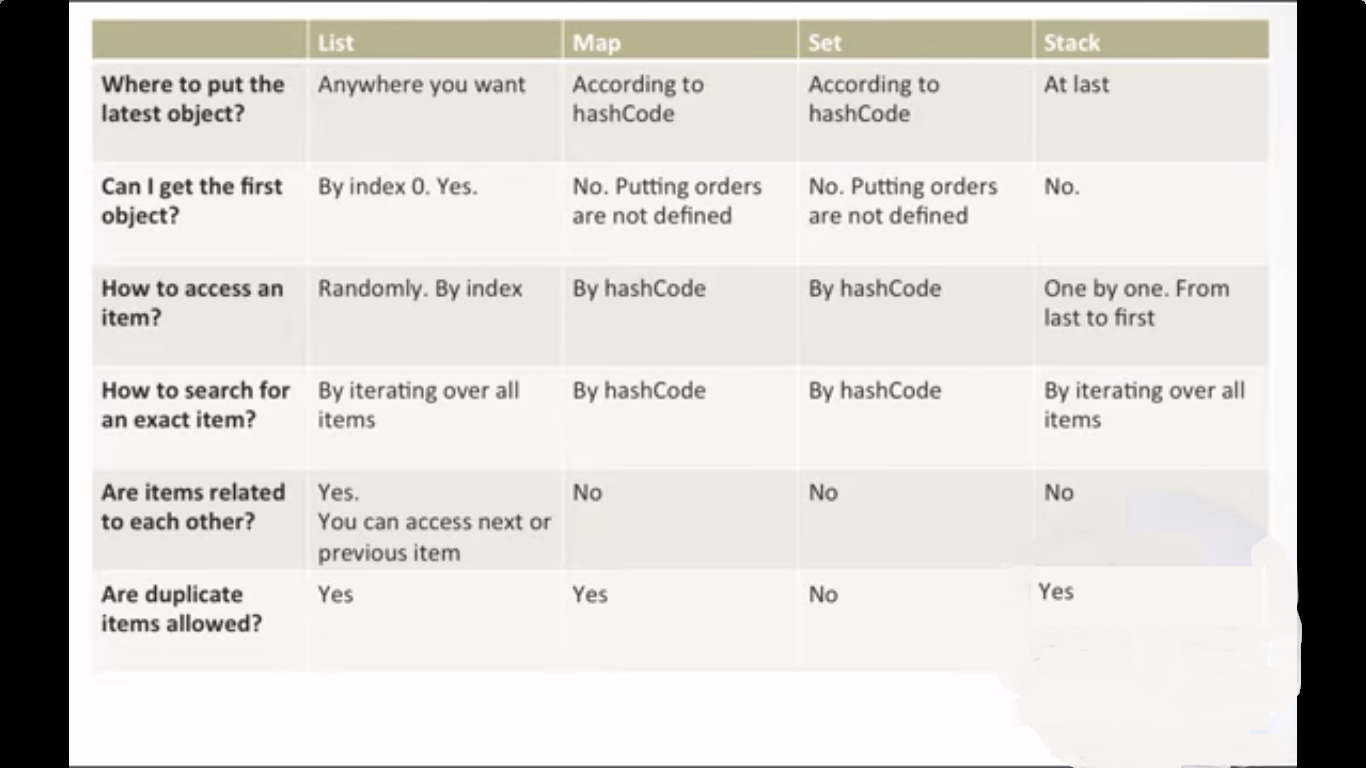 List Map Set Stack
Where to put the Anywhere you want According to According to At last
latest object? hashCode hashCode
Can I get the first By index 0. Yes. No. Putting orders No. Putting orders No.
object? are not defined are not defined
How to access an Randomly. By index By hashCode By hashCode One by one. From
item? last to first
How to search for By iterating over all By hashCode By hashCode By iterating over all
an exact item? items items
Are items related Yes. No No No
to each other? You can access next or
previous item
Are duplicate Yes Yes No Yes
items allowed?